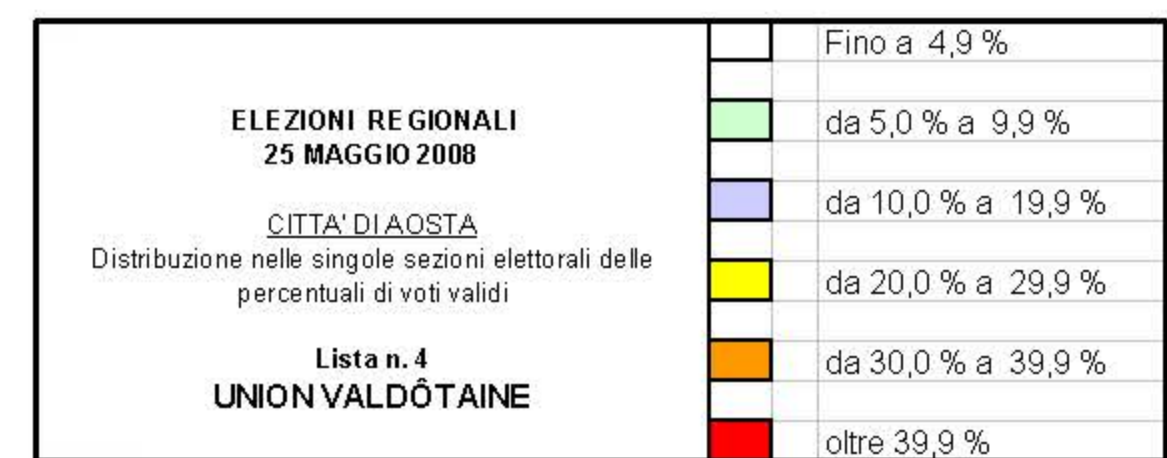 ELEZIONI REGIONALI
25 MAGGIO 2008
CITTA' DI AOSTA
Distribuzione nelle singole sezioni elettorali delle
percentuali di voti validi
Lista n. 4
UNION VALDÔTAINE
Fino a 4,9 %
da 5,0 % a 9,9 %
da 10,0 % a 19,9 %
da 20,0 % a 29,9 %
da 30,0 % a 39,9 %
oltre 39,9 %